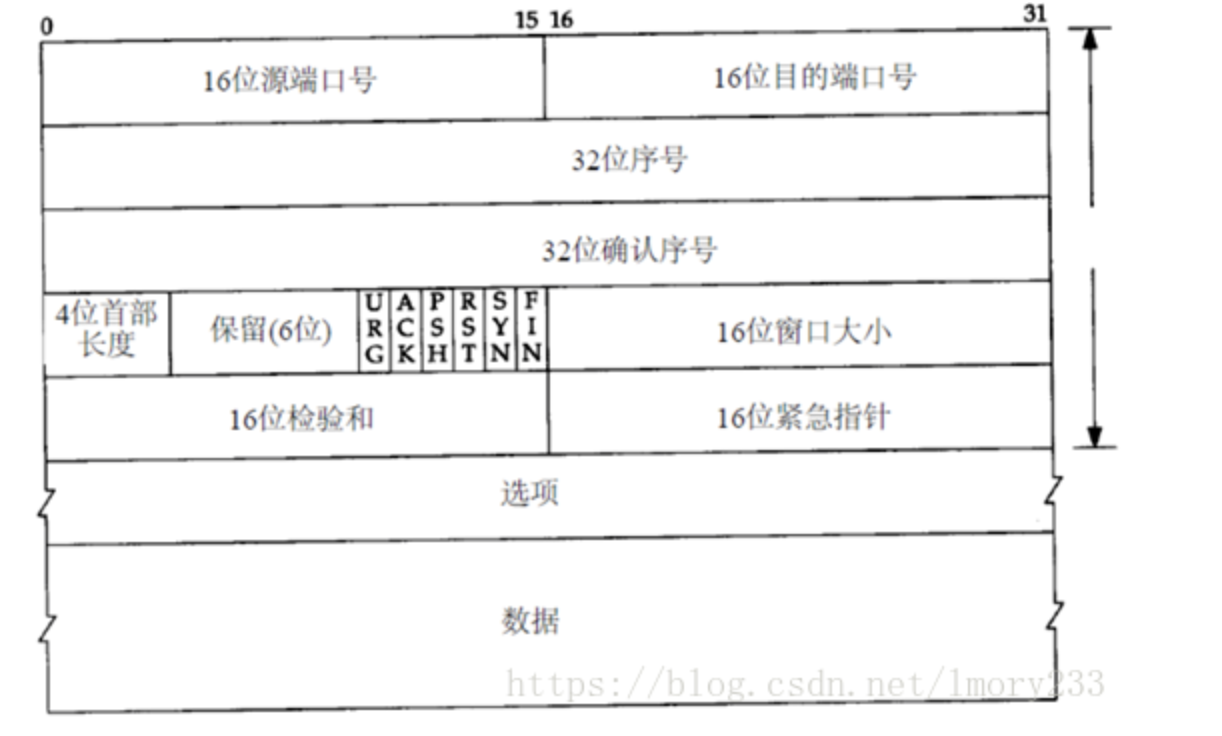 0 15 16 31
16位源端口号 16位目的端口号
32位序号
32位确认序号
4位首部
长度
保留(6位)
URG
ACK
PSH
RST
SYN
FIN
16位窗口大小
16位检验和 16位紧急指针
选项
数据
https://blog.csdn.net/lmory233